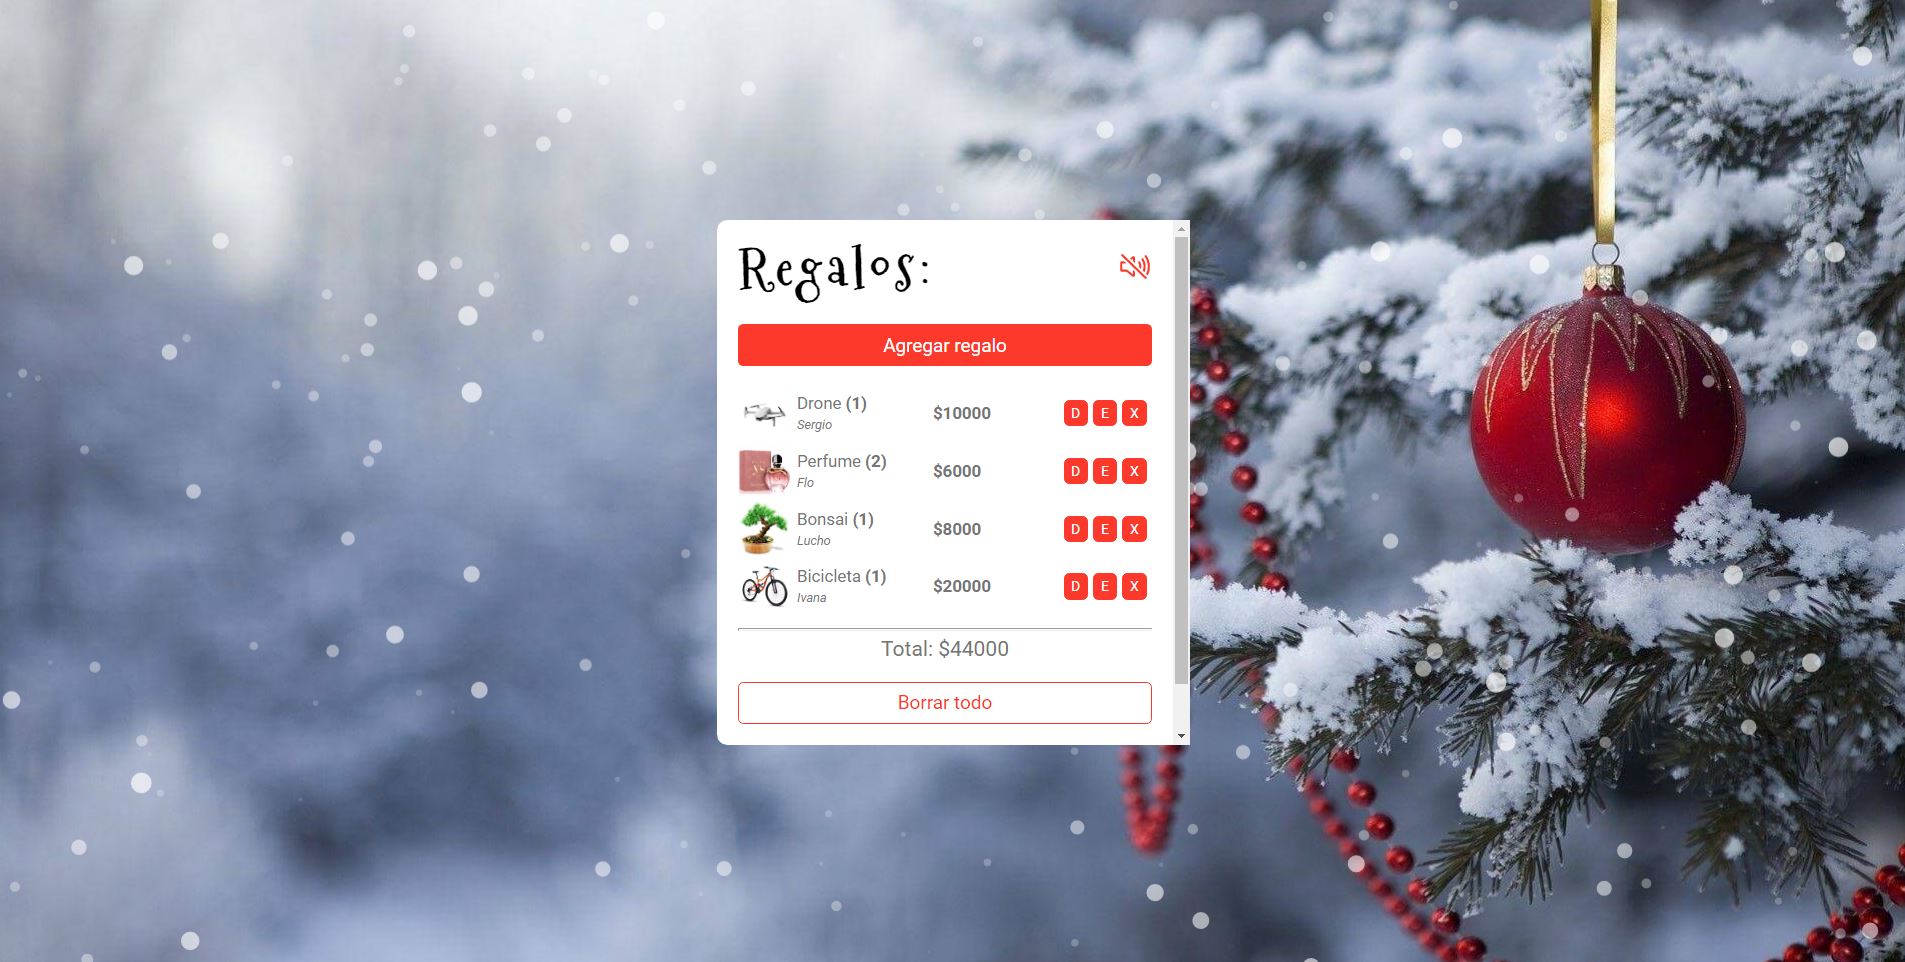 Regalos:
Agregar regalo
Drone (1)
Sergio
$10000
D E X
Perfume (2)
Flo
$6000
D E X
Bonsai (1)
Lucho
$8000
D E X
Bicicleta (1)
Ivana
$20000
D E X
Total: $44000
Borrar todo